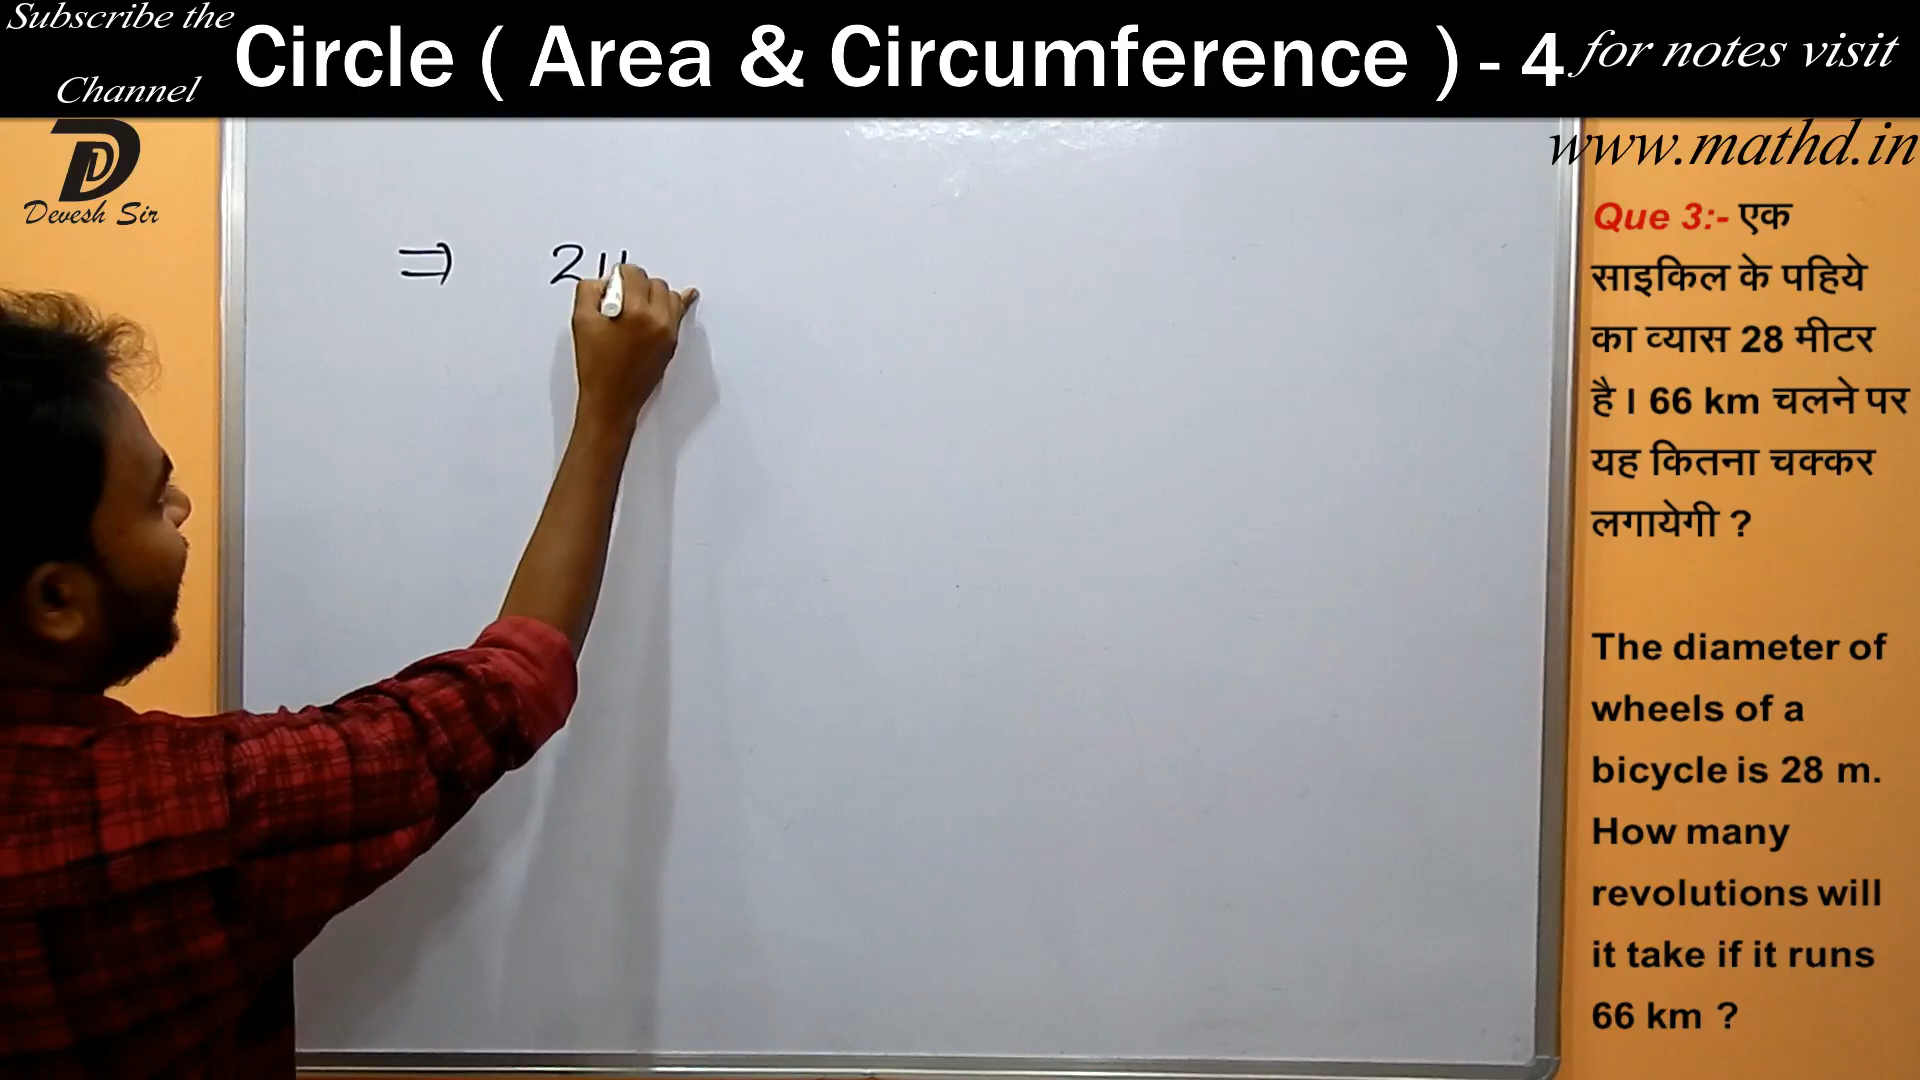 Subscribe the
Channel
Circle ( Area & Circumference ) - 4
for notes visit
www.mathd.in
D
Devesh Sir
Que 3:- एक
साइकिल के पहिये
का व्यास 28 मीटर
है l 66 km चलने पर
यह कितना चक्कर
लगायेगी ?
The diameter of
wheels of a
bicycle is 28 m.
How many
revolutions will
it take if it runs
66 km ?
⇒ 2